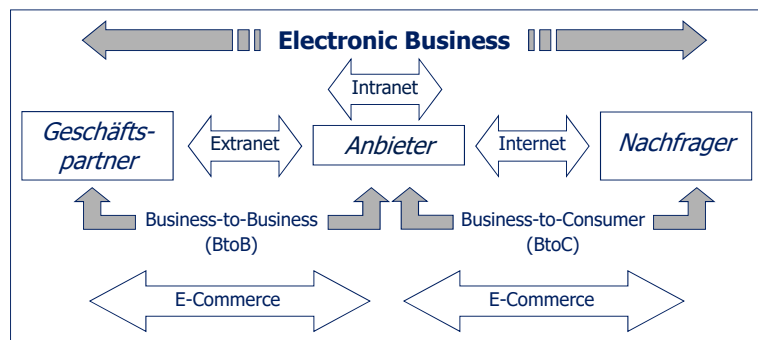 Electronic Business
Intranet
Geschäfts-
partner
Extranet
Anbieter
Internet
Nachfrager
Business-to-Business
(BtoB)
Business-to-Consumer
(BtoC)
E-Commerce
E-Commerce